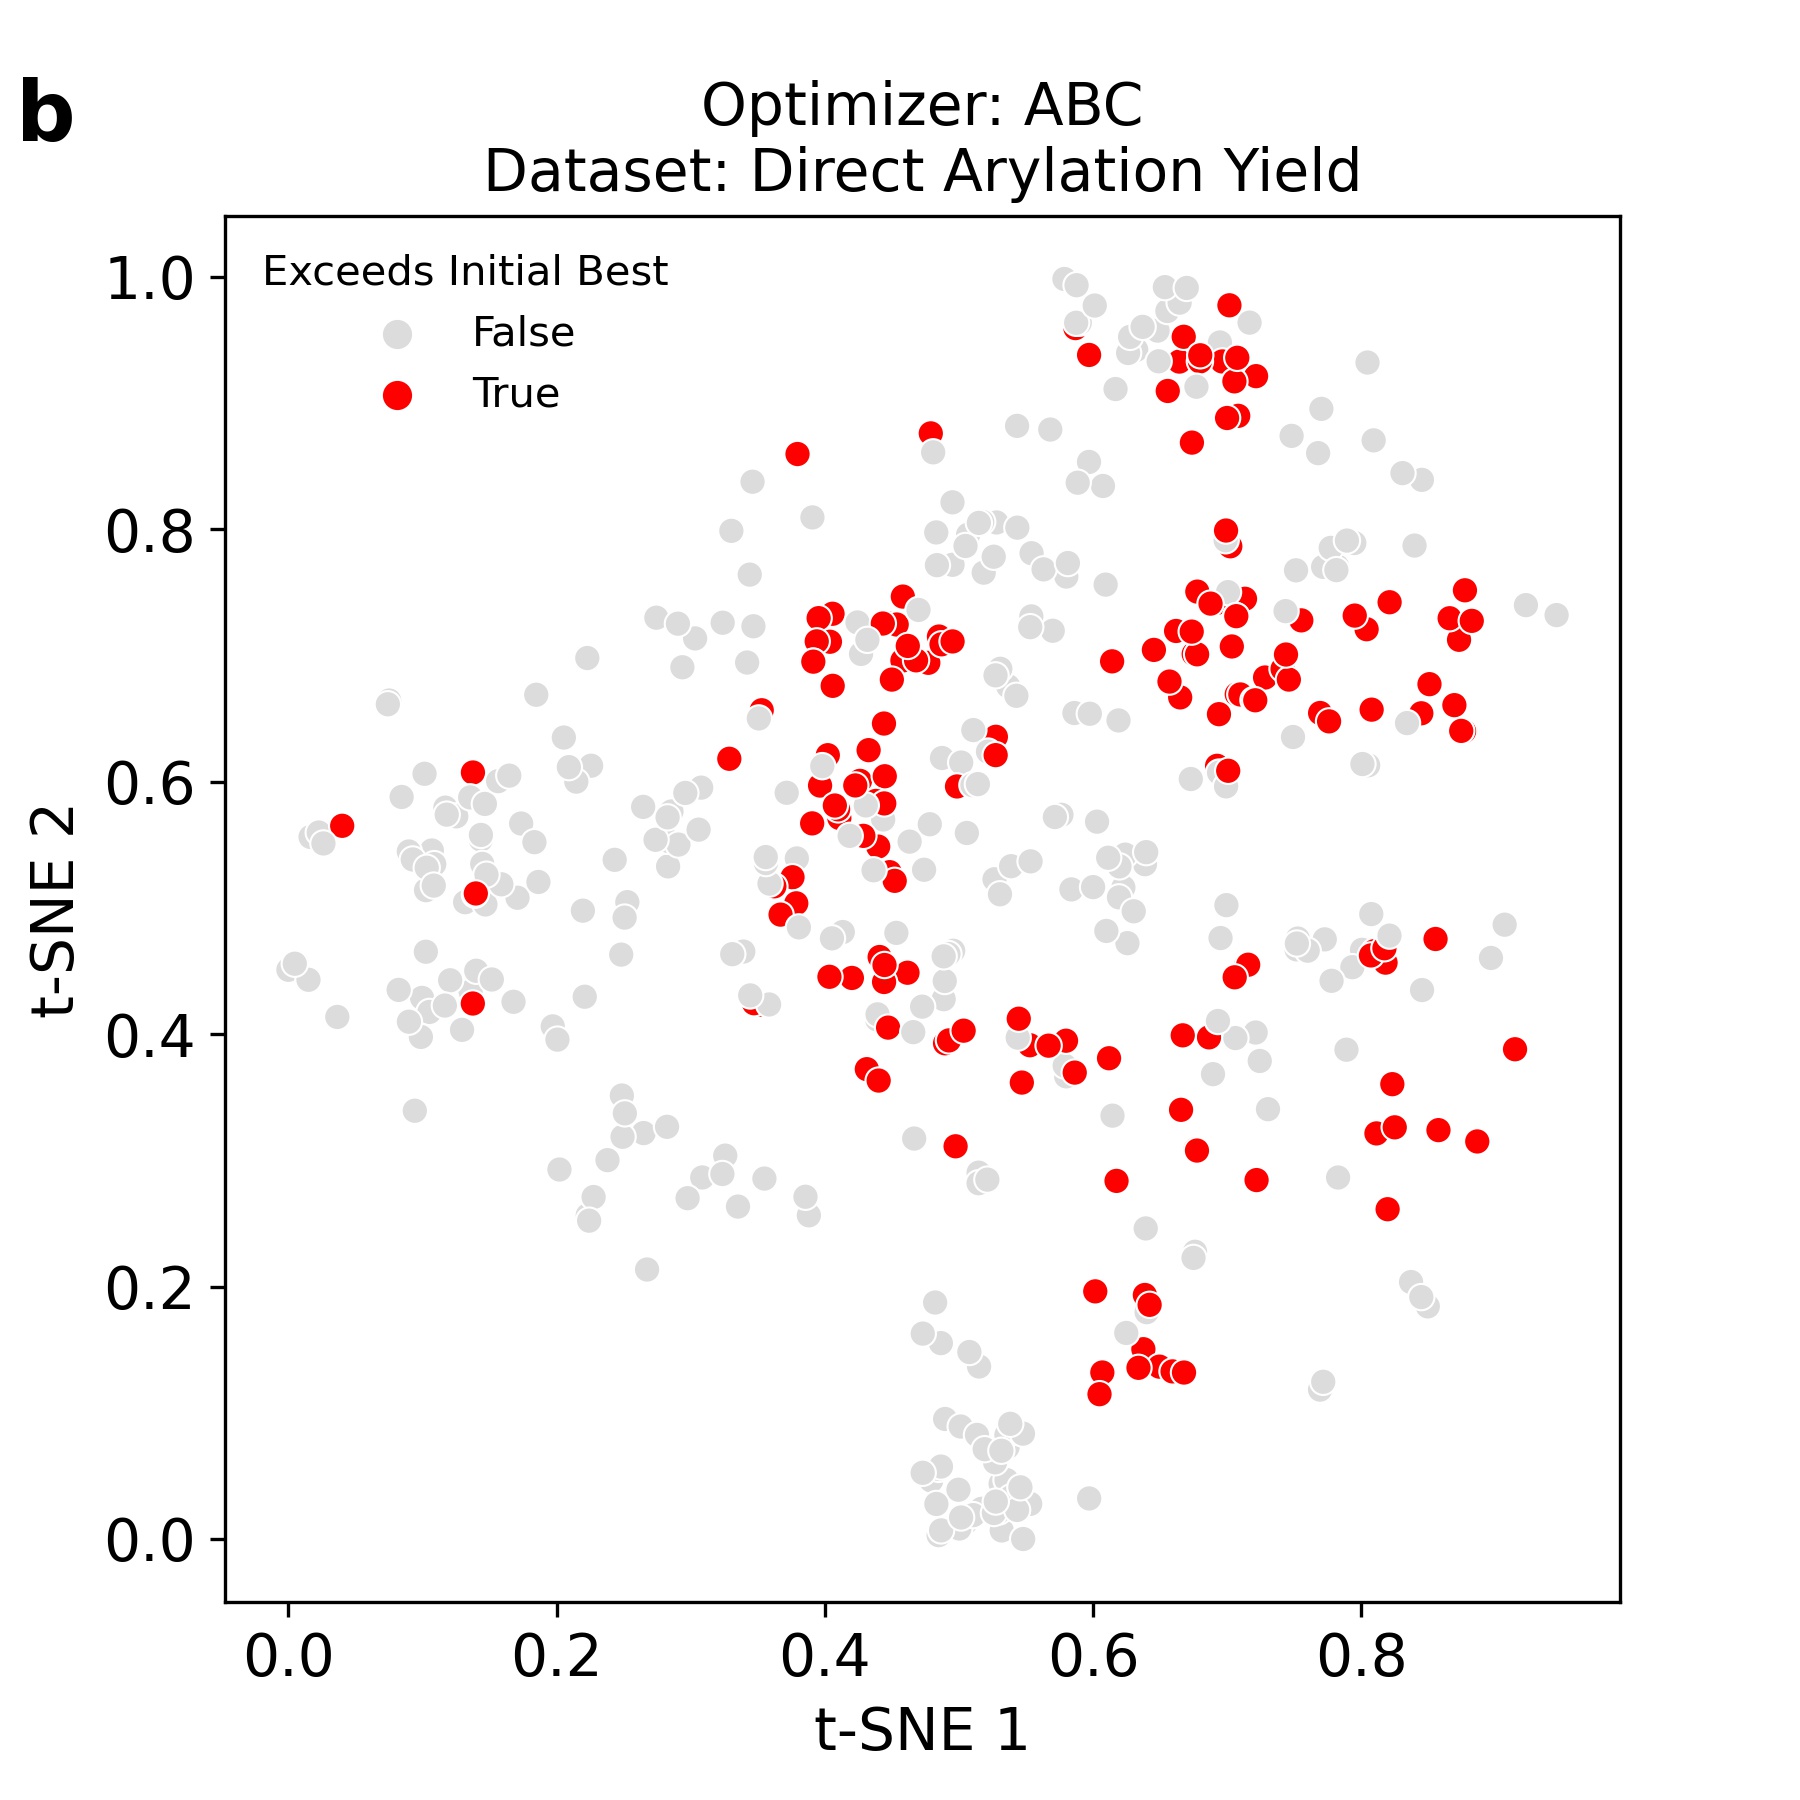 b
Optimizer: ABC
Dataset: Direct Arylation Yield
Exceeds Initial Best
False
True
1.0
0.8
0.6
0.4
0.2
0.0
t-SNE 2
0.0 0.2 0.4 0.6 0.8
t-SNE 1